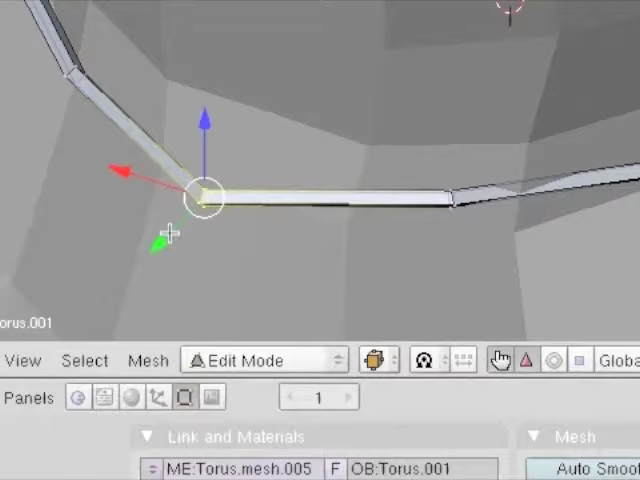 orus.001
View Select Mesh Edit Mode Globa
Panels 1
Link and Materials Mesh
ME:Torus.mesh.005 F OB:Torus.001 Auto Smoo